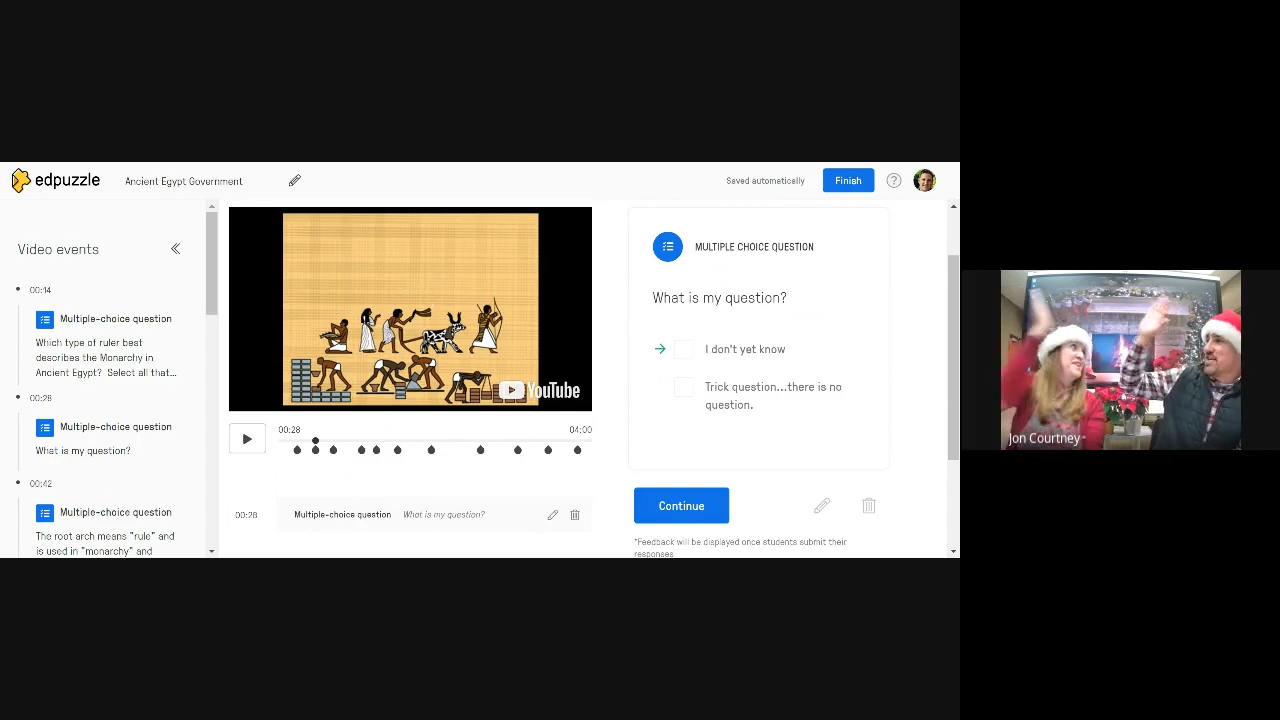 edpuzzle
Ancient Egypt Government
Saved automatically
Finish
?
Video events
00:14
Multiple-choice question
Which type of ruler best
describes the Monarchy in
Ancient Egypt? Select all that...
00:28
Multiple-choice question
What is my question?
00:42
Multiple-choice question
The root arch means "rule" and
is used in "monarchy" and
YouTube
00:28
04:00
00:28
Multiple-choice question
What is my question?
MULTIPLE CHOICE QUESTION
What is my question?
I don't yet know
Trick question...there is no
question.
Continue
*Feedback will be displayed once students submit their
responses
Jon Courtney